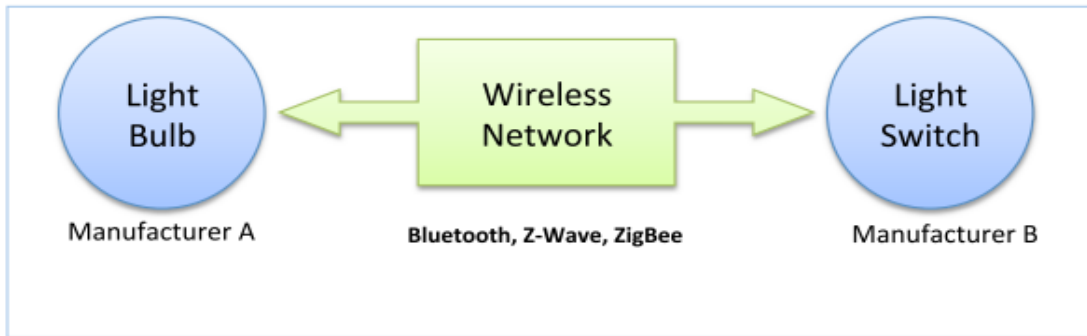 Light
Bulb
Wireless
Network
Light
Switch
Manufacturer A
Bluetooth, Z-Wave, ZigBee
Manufacturer B